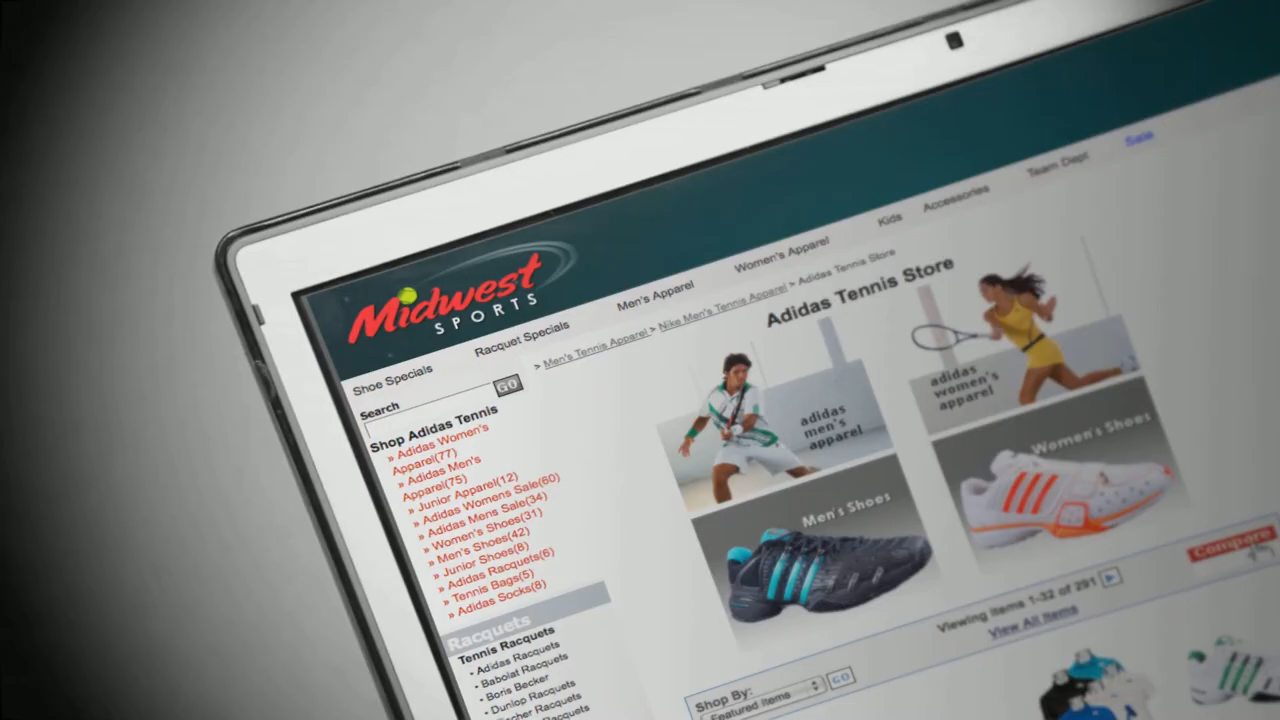 Midwest
SPORTS
Shoe Specials
Racquet Specials
Men's Apparel
Women's Apparel
Kids
Accessories
Team Dept
Sale
> Men's Tennis Apparel > Nike Men's Tennis Apparel > Adidas Tennis Store
Adidas Tennis Store
Search
GO
Shop Adidas Tennis
» Adidas Women's
Apparel(77)
» Adidas Men's
Apparel(75)
» Junior Apparel(12)
» Adidas Womens Sale(60)
» Adidas Mens Sale(34)
» Women's Shoes(31)
» Men's Shoes(42)
» Junior Shoes(8)
» Adidas Racquets(6)
» Tennis Bags(5)
» Adidas Socks(8)
Racquets
Tennis Racquets
• Adidas Racquets
• Babolat Racquets
• Boris Becker
• Dunlop Racquets
Racquets
adidas
men's
apparel
adidas
women's
apparel
Men's Shoes
Women's Shoes
Compare
Viewing Items 1-32 of 291
View All Items
Shop By:
Featured Items
GO